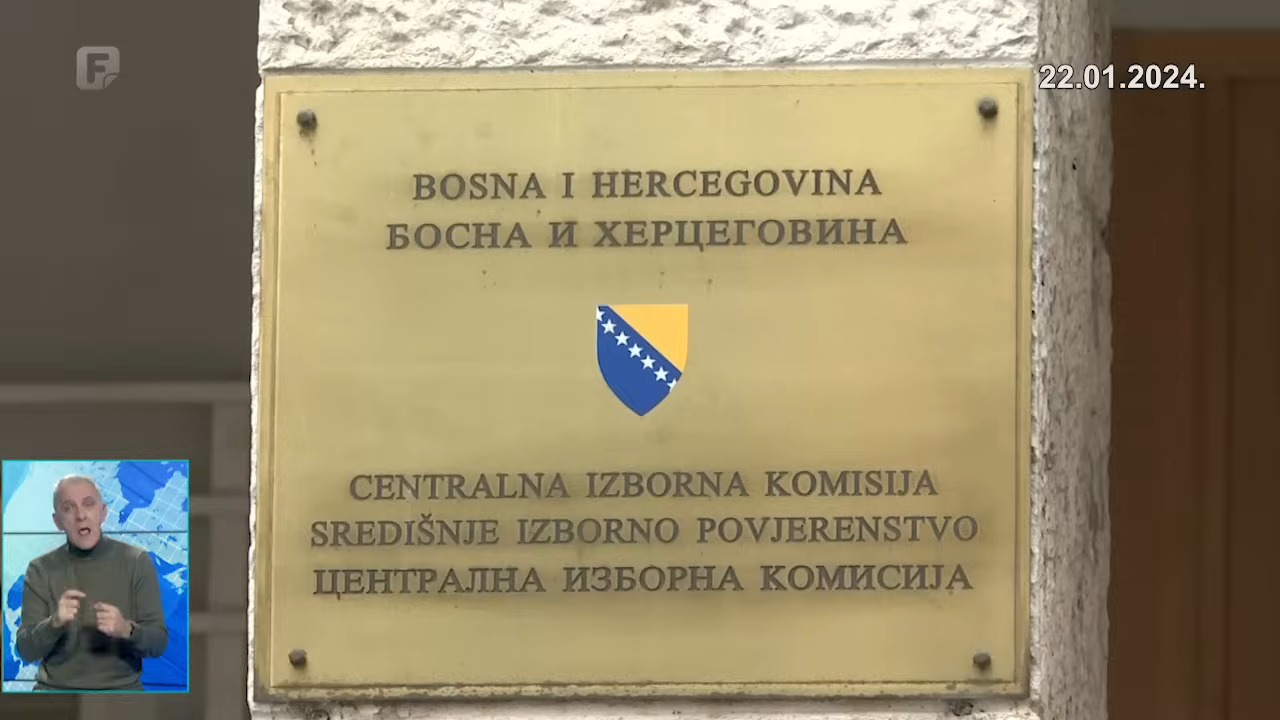 F
22.01.2024.
BOSNA I HERCEGOVINA
БОСНА И ХЕРЦЕГОВИНА
CENTRALNA IZBORNA KOMISIJA
SREDIŠNJE IZBORNO POVJERENSTVO
ЦЕНТРАЛНА ИЗБОРНА КОМИСИЈА